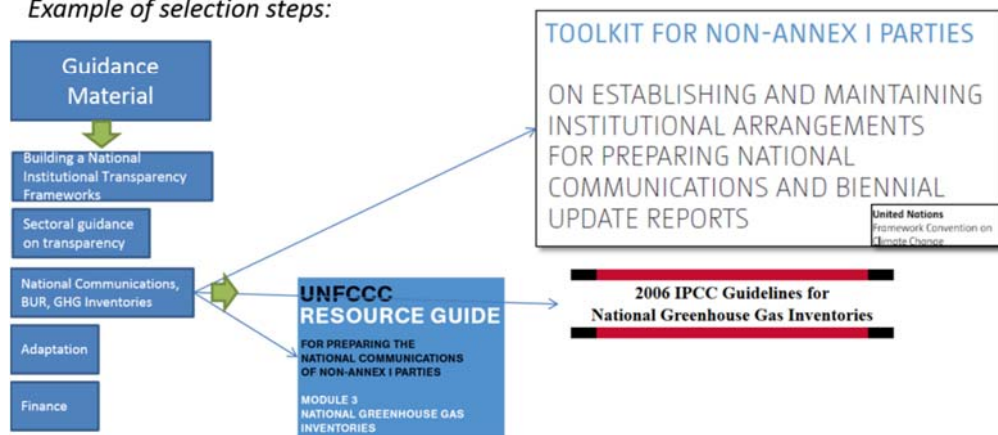 Example of selection steps:
Guidance
Material
Building a National
Institutional Transparency
Frameworks
Sectoral guidance
on transparency
National Communications,
BUR, GHG Inventories
Adaptation
Finance
TOOLKIT FOR NON-ANNEX I PARTIES
ON ESTABLISHING AND MAINTAINING
INSTITUTIONAL ARRANGEMENTS
FOR PREPARING NATIONAL
COMMUNICATIONS AND BIENNIAL
UPDATE REPORTS
United Nations
Framework Convention on
Climate Change
UNFCCC
RESOURCE GUIDE
FOR PREPARING THE
NATIONAL COMMUNICATIONS
OF NON-ANNEX I PARTIES
MODULE 3
NATIONAL GREENHOUSE GAS
INVENTORIES
2006 IPCC Guidelines for
National Greenhouse Gas Inventories